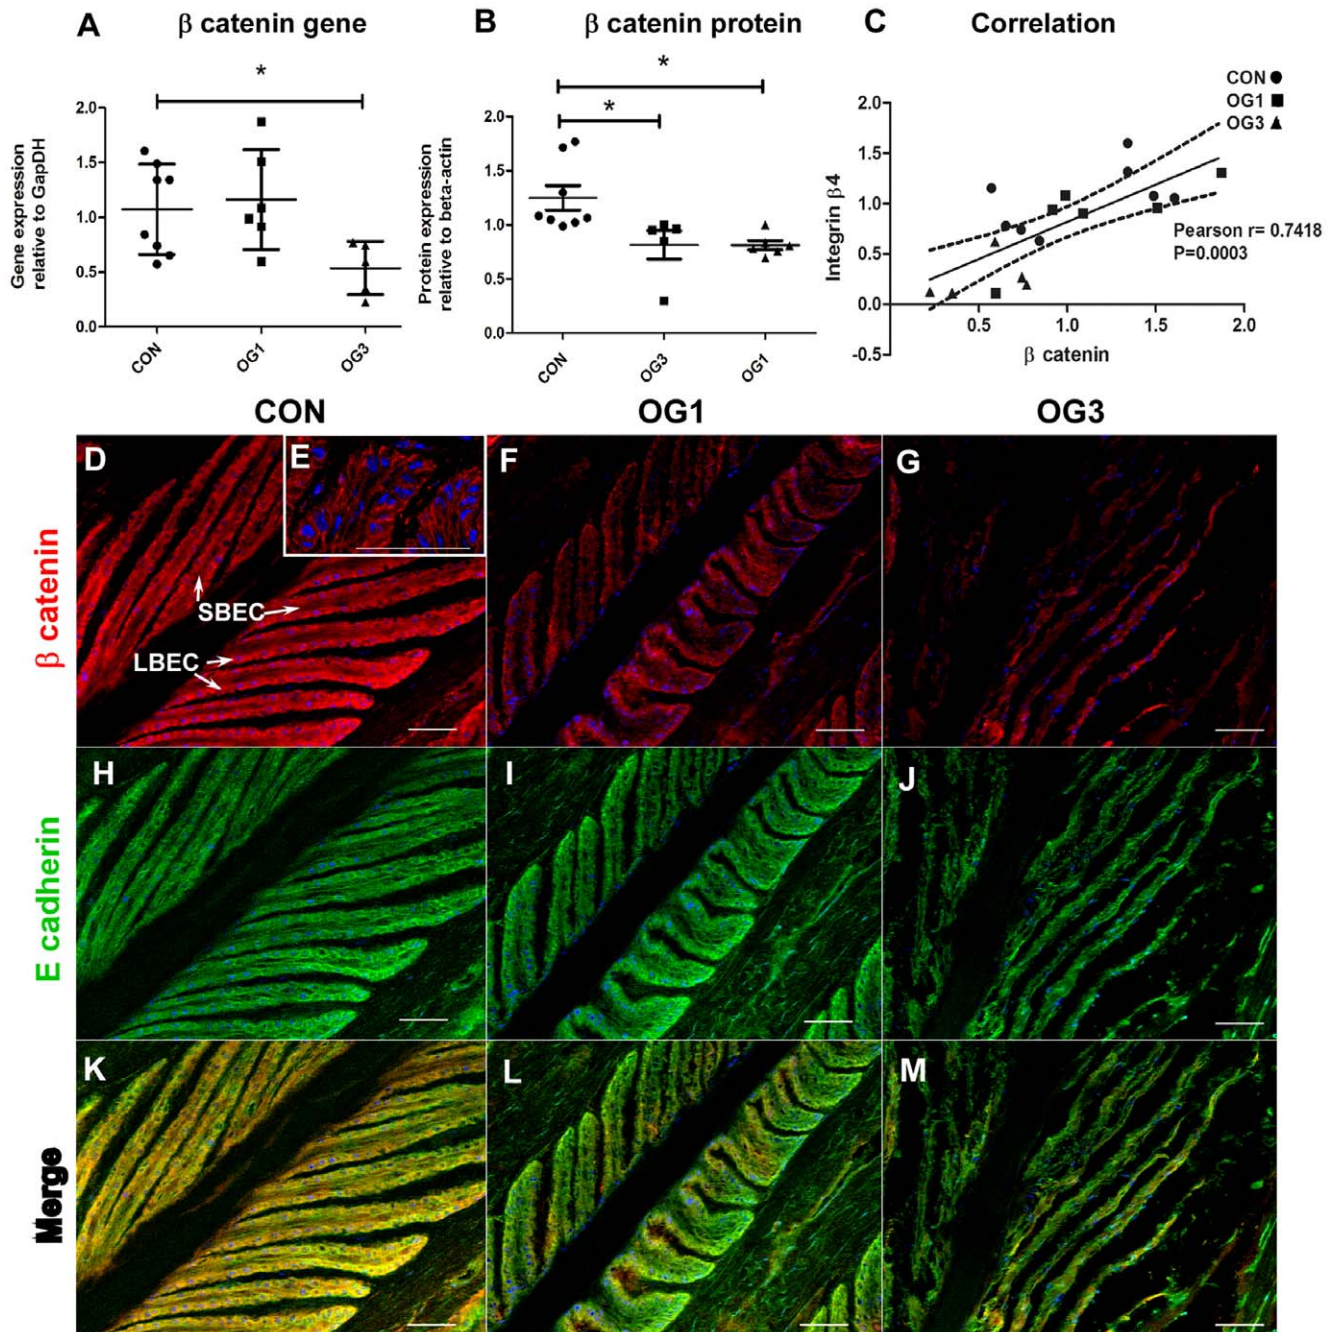 A β catenin gene
B β catenin protein
C Correlation
*
*
*
Gene expression
relative to GapDH
2.0
1.5
1.0
0.5
0.0
CON OG1 OG3
Protein expression
relative to beta-actin
2.0
1.5
1.0
0.5
0.0
CON OG3 OG1
CON
OG1
OG3
Integrin β4
2.0
1.5
1.0
0.5
0.0
-0.5
0.5 1.0 1.5 2.0
β catenin
Pearson r= 0.7418
P=0.0003
CON OG1 OG3
β catenin
D E F G
SBEC
LBEC
E cadherin
H I J
Merge
K L M